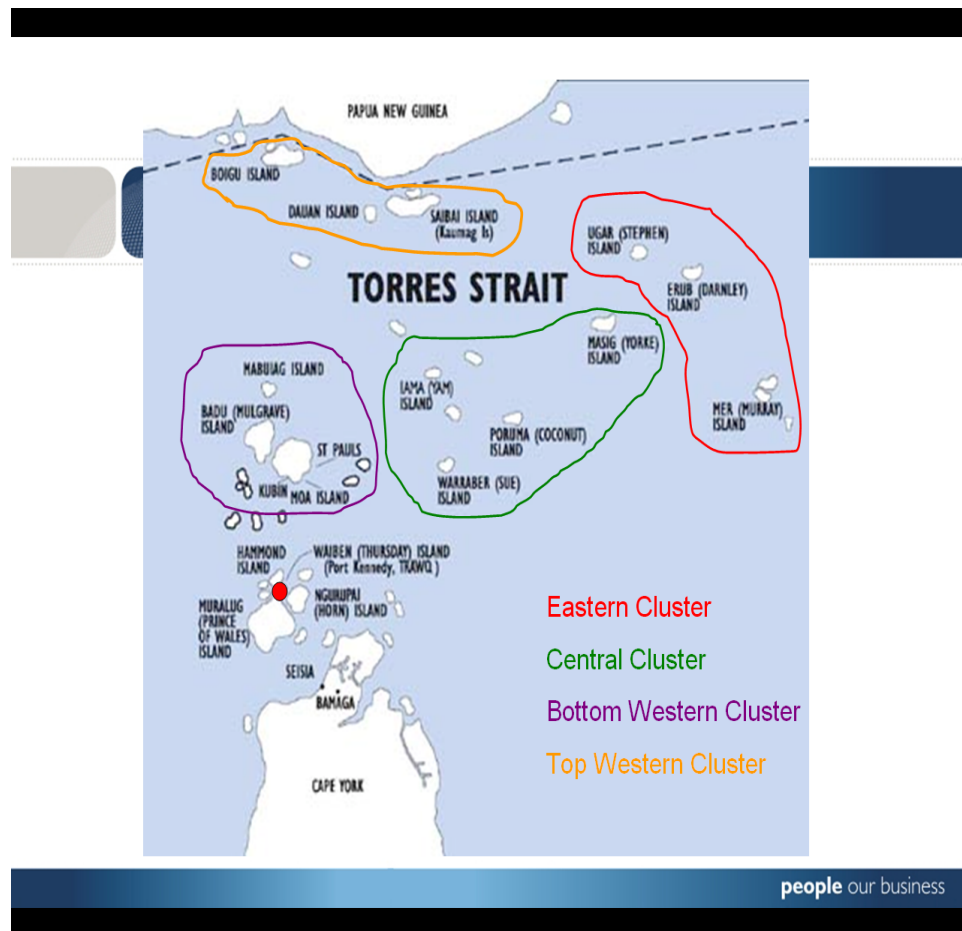 PAPUA NEW GUINEA
BOIGU ISLAND
DAUAN ISLAND
SAIBAI ISLAND
(Kaumag Is)
UGAR (STEPHEN)
ISLAND
TORRES STRAIT
ERUB (DARNLEY)
ISLAND
MASIG (YORKE)
ISLAND
MABUIAG ISLAND
IAMA (YAM)
ISLAND
BADU (MULGRAVE)
ISLAND
MER (MURRAY)
ISLAND
PORUMA (COCONUT)
ISLAND
ST PAULS
WARRABER (SUE)
ISLAND
KUBIN
MOA ISLAND
HAMMOND
ISLAND
WAIBEN (THURSDAY) ISLAND
(Port Kennedy, TRAWQ)
MURALUG
(PRINCE
OF WALES)
ISLAND
NGURUPAI
(HORN) ISLAND
Eastern Cluster
Central Cluster
SEISIA
BAMAGA
Bottom Western Cluster
Top Western Cluster
CAPE YORK
people our business